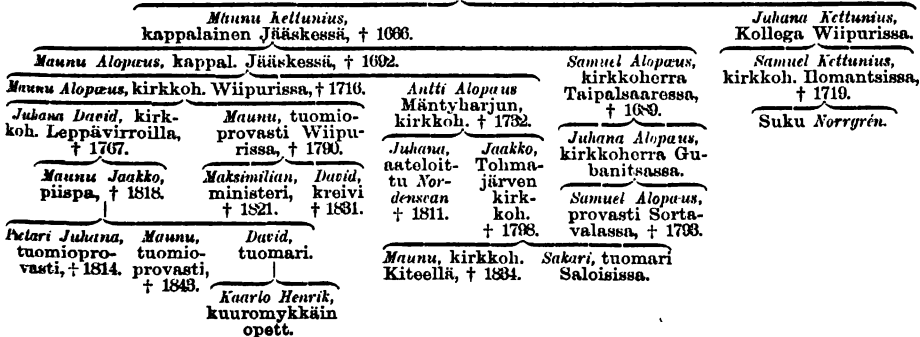 Maunu Kettunius,
kappalainen Jääskessä, † 1666.
Juhana Kettunius,
Kollega Wiipurissa.
Maunu Alopæus, kappal. Jääskessä, † 1692.
Samuel Alopæus,
kirkkoherra
Taipalsaaressa,
† 1689.
Samuel Kettunius,
kirkkoh. Ilomantsissa,
† 1719.
Suku Norrgrén.
Maunu Alopæus, kirkkoh. Wiipurissa, † 1716.
Antti Alopæus
Mäntyharjun,
kirkkoh. † 1732.
Juhana David, kirk-
koh. Leppävirroilla,
† 1767.
Maunu, tuomio-
provasti Wiipu-
rissa, † 1790.
Juhana,
aateloit-
tu Nor-
denscan
† 1811.
Jaakko,
Tohma-
järven
kirk-
koh.
† 1798.
Juhana Alopæus,
kirkkoherra Gu-
banitsassa.
Maunu Jaakko,
piispa, † 1818.
Maksimilian,
ministeri,
† 1821.
David,
kreivi
† 1831.
Samuel Alopæus,
provasti Sorta-
valassa, † 1793.
Pietari Juhana,
tuomiopro-
vasti, † 1814.
Maunu,
tuomio-
provasti,
† 1843.
David,
tuomari.
Maunu, kirkkoh.
Kiteellä, † 1834.
Sakari, tuomari
Saloisissa.
Kaarlo Henrik,
kuuromykkäin
opett.